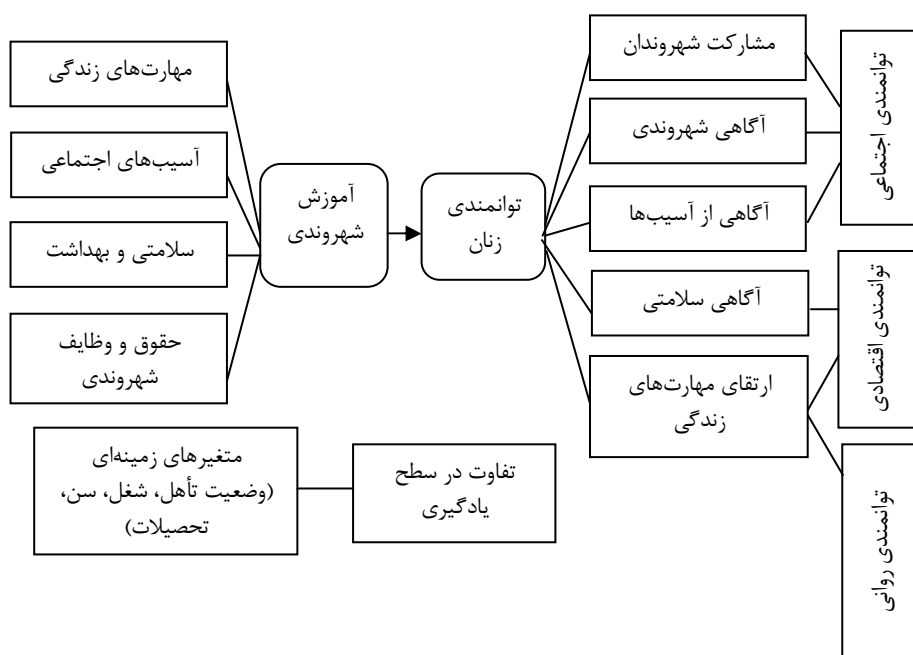 مشارکت شهروندان
توانمندی اجتماعی
مهارت‌های زندگی
آگاهی شهروندی
آسیب‌های اجتماعی
آموزش
شهروندی
توانمندی
زنان
آگاهی از آسیب‌ها
سلامتی و بهداشت
آگاهی سلامتی
توانمندی اقتصادی
حقوق و وظایف
شهروندی
ارتقای مهارت‌های
زندگی
متغیرهای زمینه‌ای
(وضعیت تأهل، شغل، سن،
تحصیلات)
تفاوت در سطح
یادگیری
توانمندی روانی